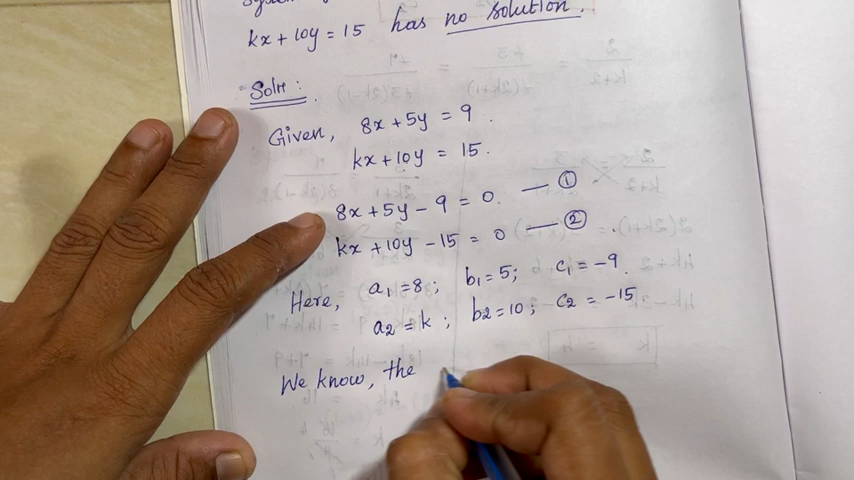 system
kx + 10y = 15 has no solution.
Soln :
Given, 8x + 5y = 9.
kx + 10y = 15.
8x + 5y - 9 = 0. — ①
kx + 10y - 15 = 0 — ②
Here, a₁ = 8; b₁ = 5; c₁ = -9.
a₂ = k; b₂ = 10; c₂ = -15
We know, the